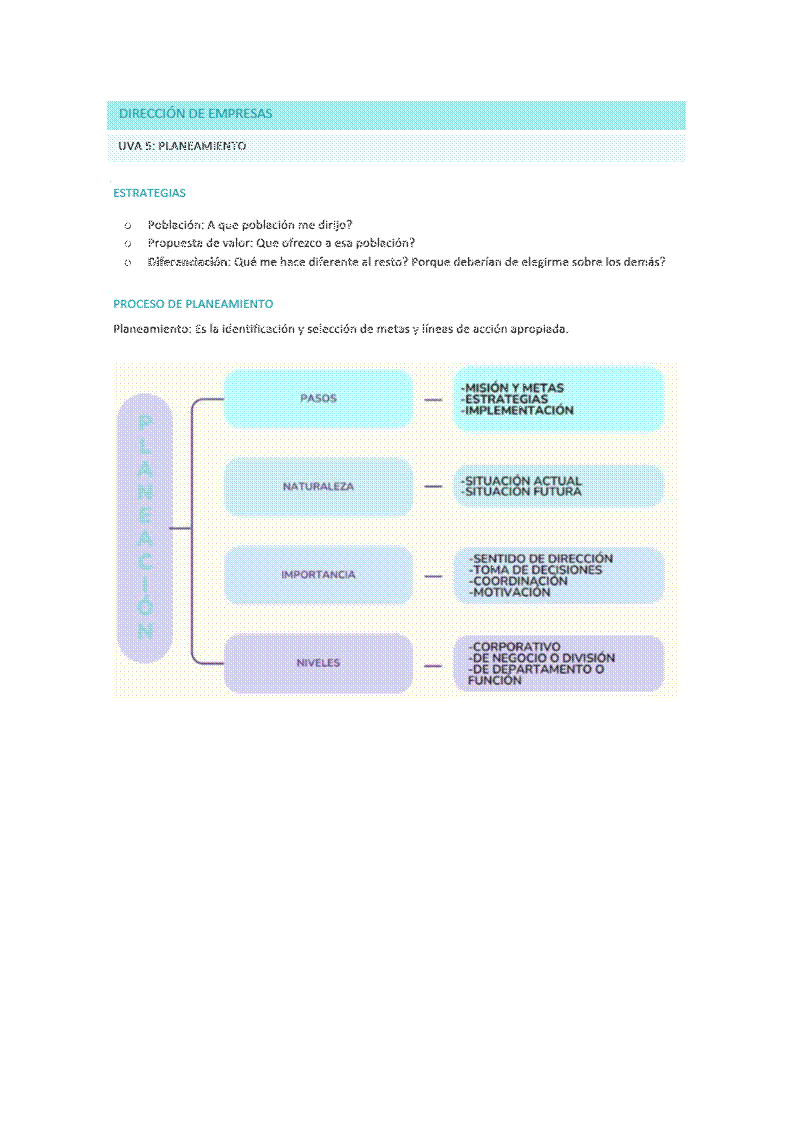 DIRECCIÓN DE EMPRESAS
UVA 5: PLANEAMIENTO
ESTRATEGIAS
o Población: A que población me dirijo?
o Propuesta de valor: Que ofrezco a esa población?
o Diferenciación: Qué me hace diferente al resto? Porque deberían de elegirme sobre los demás?
PROCESO DE PLANEAMIENTO
Planeamiento: Es la identificación y selección de metas y líneas de acción apropiada.
PLANEACIÓN
PASOS
-MISIÓN Y METAS
-ESTRATEGIAS
-IMPLEMENTACIÓN
NATURALEZA
-SITUACIÓN ACTUAL
-SITUACIÓN FUTURA
IMPORTANCIA
-SENTIDO DE DIRECCIÓN
-TOMA DE DECISIONES
-COORDINACIÓN
-MOTIVACIÓN
NIVELES
-CORPORATIVO
-DE NEGOCIO O DIVISIÓN
-DE DEPARTAMENTO O
FUNCIÓN